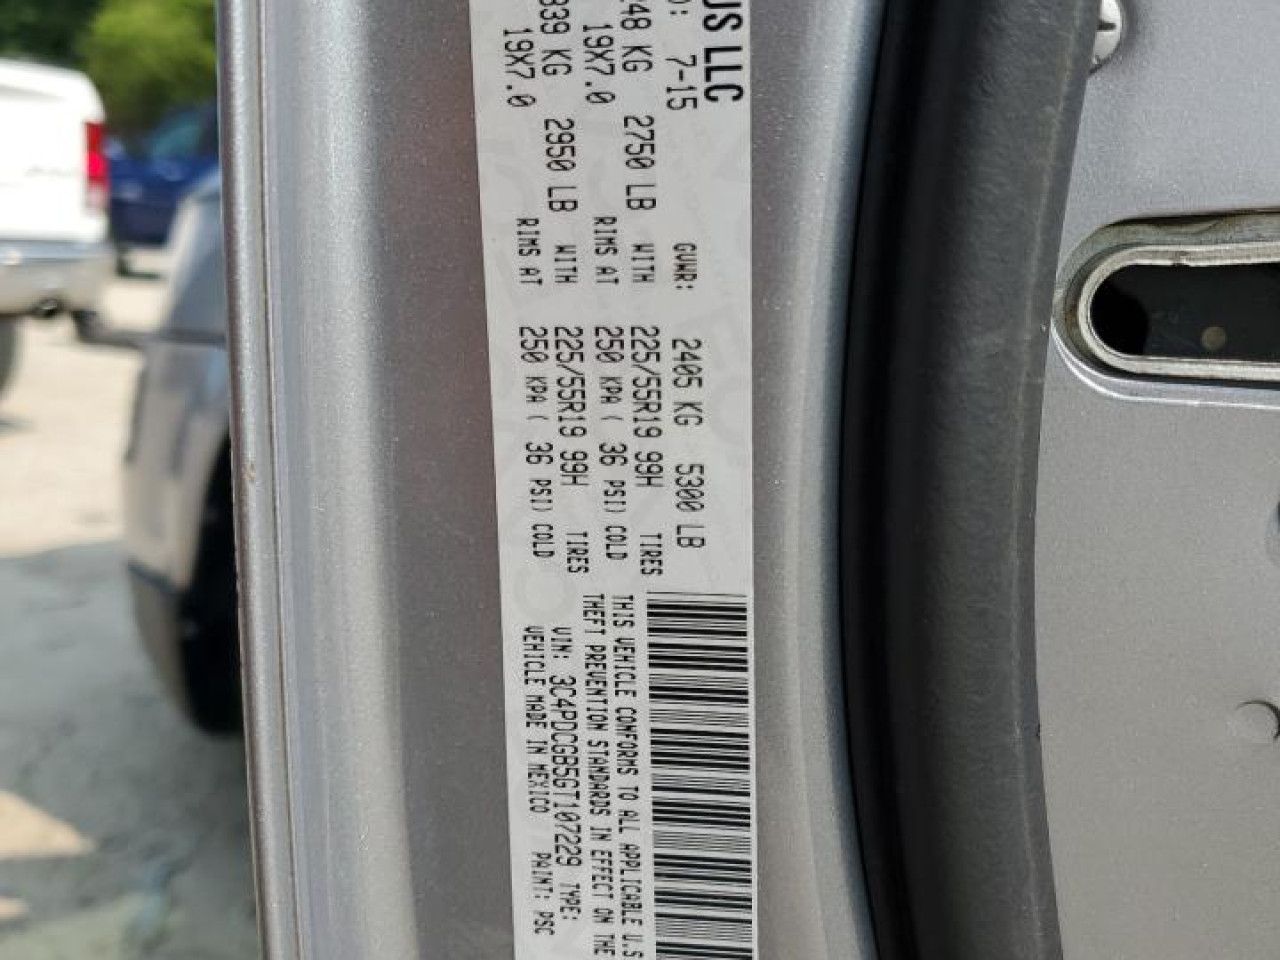 US LLC
: 7-15 GVWR: 2405 KG 5300 LB
48 KG 2750 LB WITH 225/55R19 99H TIRES
19X7.0 RIMS AT 250 KPA ( 36 PSI) COLD
839 KG 2950 LB WITH 225/55R19 99H TIRES
19X7.0 RIMS AT 250 KPA ( 36 PSI) COLD
THIS VEHICLE CONFORMS TO ALL APPLICABLE U.S
THEFT PREVENTION STANDARDS IN EFFECT ON THE
VIN: 3C4PDCGB5GT107229 TYPE:
VEHICLE MADE IN MEXICO PAINT: PSC